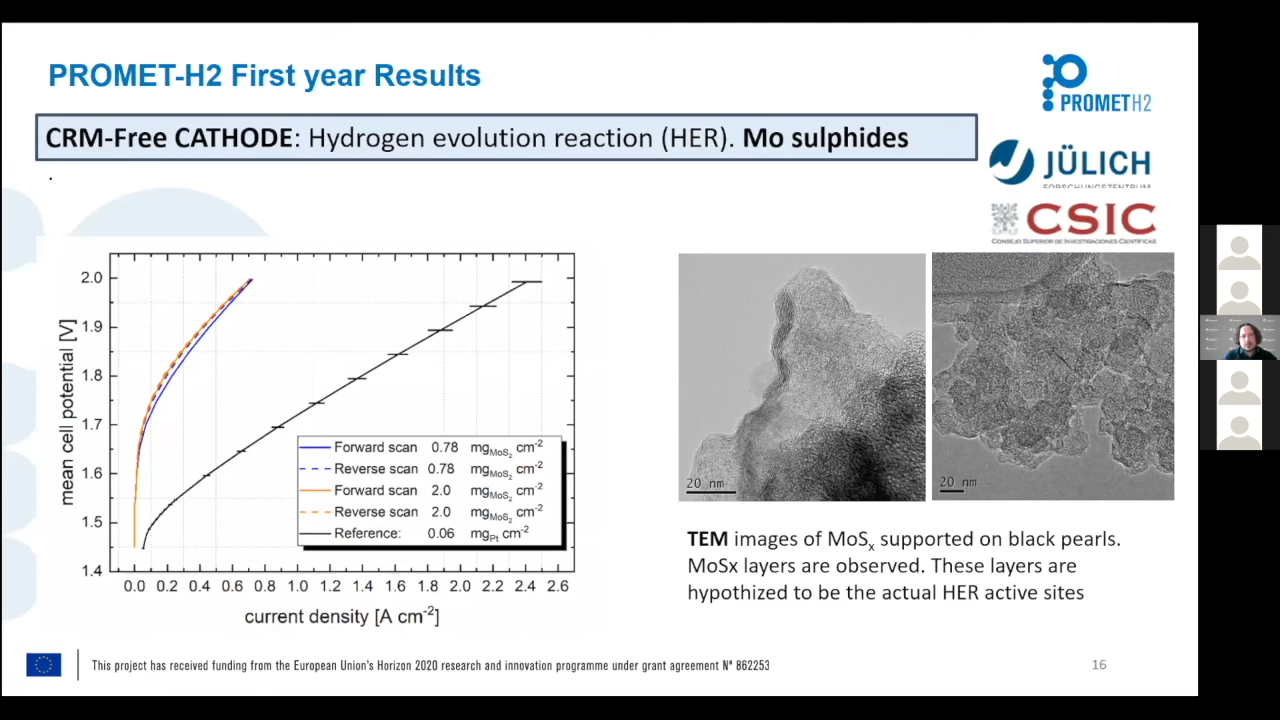 PROMET-H2 First year Results
PROMETH2
CRM-Free CATHODE: Hydrogen evolution reaction (HER). Mo sulphides
.
JÜLICH
FORSCHUNGSZENTRUM
CSIC
CONSEJO SUPERIOR DE INVESTIGACIONES CIENTÍFICAS
mean cell potential [V]
2.0
1.9
1.8
1.7
1.6
1.5
1.4
Forward scan 0.78 mgMoS2 cm-2
Reverse scan 0.78 mgMoS2 cm-2
Forward scan 2.0 mgMoS2 cm-2
Reverse scan 2.0 mgMoS2 cm-2
Reference: 0.06 mgPt cm-2
0.0 0.2 0.4 0.6 0.8 1.0 1.2 1.4 1.6 1.8 2.0 2.2 2.4 2.6
current density [A cm-2]
20 nm
20 nm
TEM images of MoSx supported on black pearls.
MoSx layers are observed. These layers are
hypothized to be the actual HER active sites
This project has received funding from the European Union's Horizon 2020 research and innovation programme under grant agreement Nº 862253
16